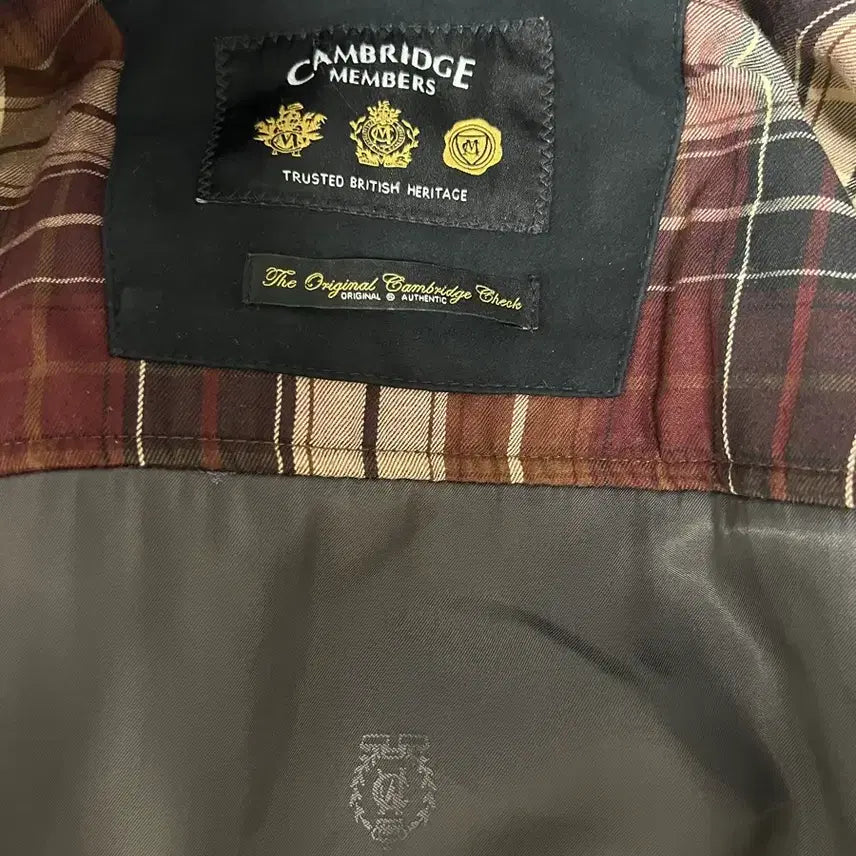 CAMBRIDGE
MEMBERS
TRUSTED BRITISH HERITAGE
The Original Cambridge Check
ORIGINAL & AUTHENTIC